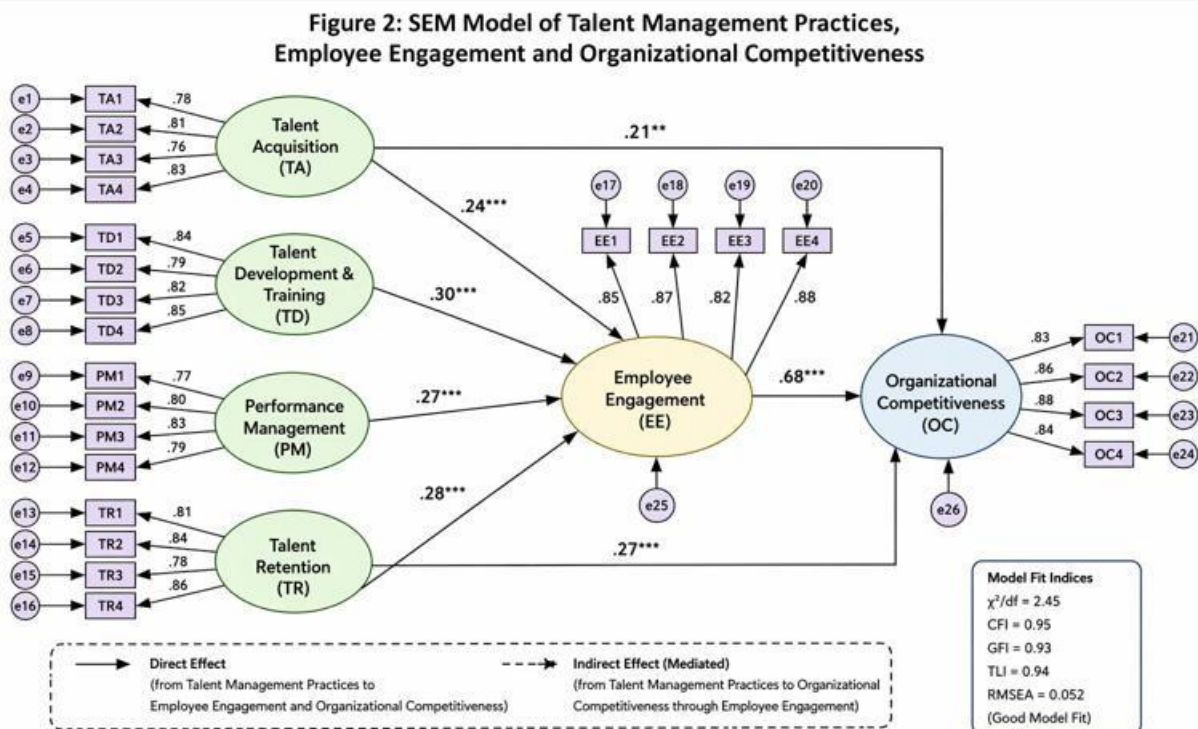 Figure 2: SEM Model of Talent Management Practices,
Employee Engagement and Organizational Competitiveness
e1
TA1
.78
e2
TA2
.81
e3
TA3
.76
e4
TA4
.83
Talent
Acquisition
(TA)
.21**
.24***
e5
TD1
.84
e6
TD2
.79
e7
TD3
.82
e8
TD4
.85
Talent
Development &
Training
(TD)
.30***
e17
e18
e19
e20
EE1
EE2
EE3
EE4
.85
.87
.82
.88
e9
PM1
.77
e10
PM2
.80
e11
PM3
.83
e12
PM4
.79
Performance
Management
(PM)
.27***
Employee
Engagement
(EE)
.68***
e25
Organizational
Competitiveness
(OC)
e26
.83
OC1
e21
.86
OC2
e22
.88
OC3
e23
.84
OC4
e24
e13
TR1
.81
e14
TR2
.84
e15
TR3
.78
e16
TR4
.86
Talent
Retention
(TR)
.28***
.27***
Model Fit Indices
χ²/df = 2.45
CFI = 0.95
GFI = 0.93
TLI = 0.94
RMSEA = 0.052
(Good Model Fit)
Direct Effect
(from Talent Management Practices to
Employee Engagement and Organizational Competitiveness)
Indirect Effect (Mediated)
(from Talent Management Practices to Organizational
Competitiveness through Employee Engagement)